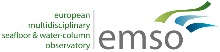 european
multidisciplinary
seafloor & water-column
observatory
emso